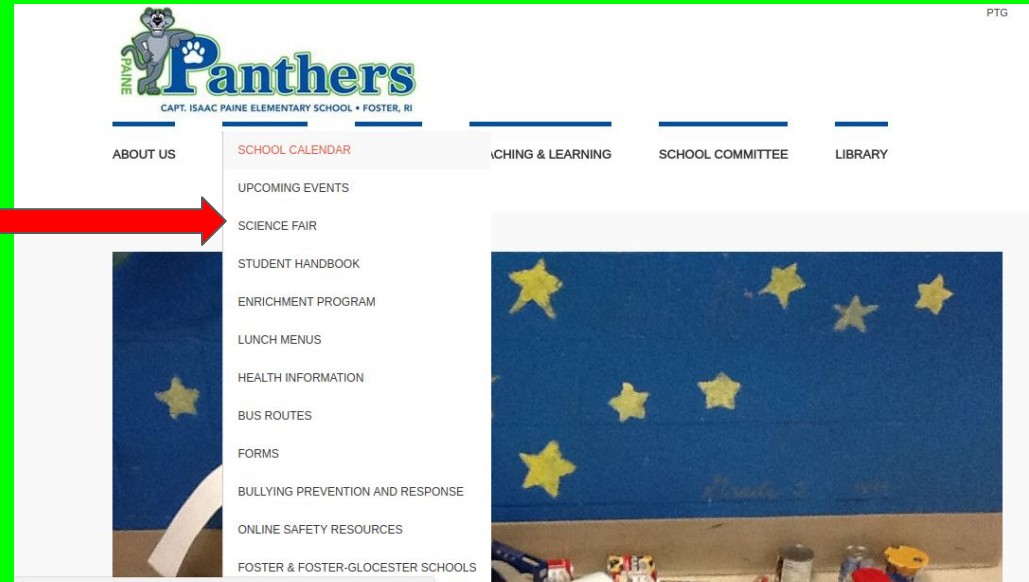 PTG
PAINE
Panthers
CAPT. ISAAC PAINE ELEMENTARY SCHOOL • FOSTER, RI
ABOUT US
CHING & LEARNING
SCHOOL COMMITTEE
LIBRARY
SCHOOL CALENDAR
UPCOMING EVENTS
SCIENCE FAIR
STUDENT HANDBOOK
ENRICHMENT PROGRAM
LUNCH MENUS
HEALTH INFORMATION
BUS ROUTES
FORMS
BULLYING PREVENTION AND RESPONSE
ONLINE SAFETY RESOURCES
FOSTER & FOSTER-GLOCESTER SCHOOLS